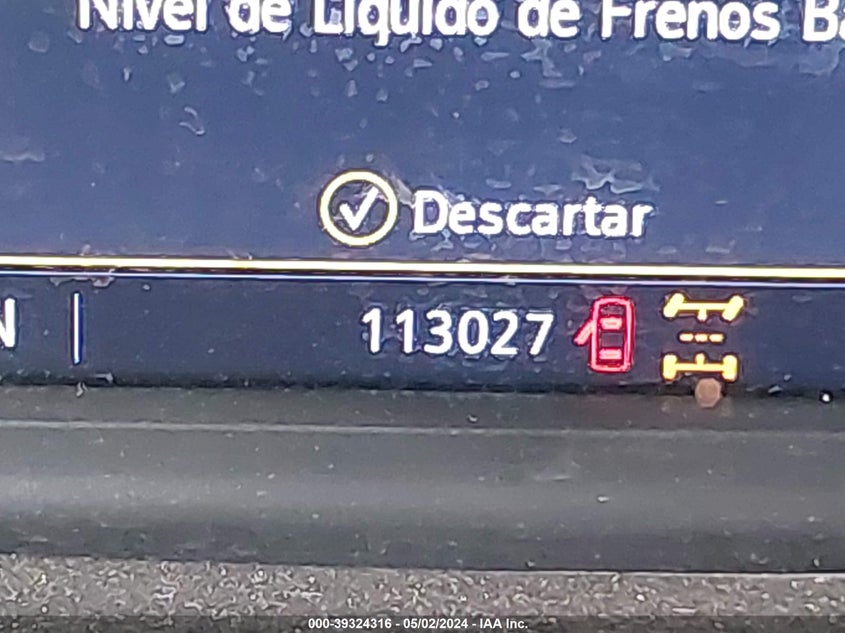 Nivel de Líquido de Frenos Ba
Descartar
N
113027
000-39324316 - 05/02/2024 - IAA Inc.